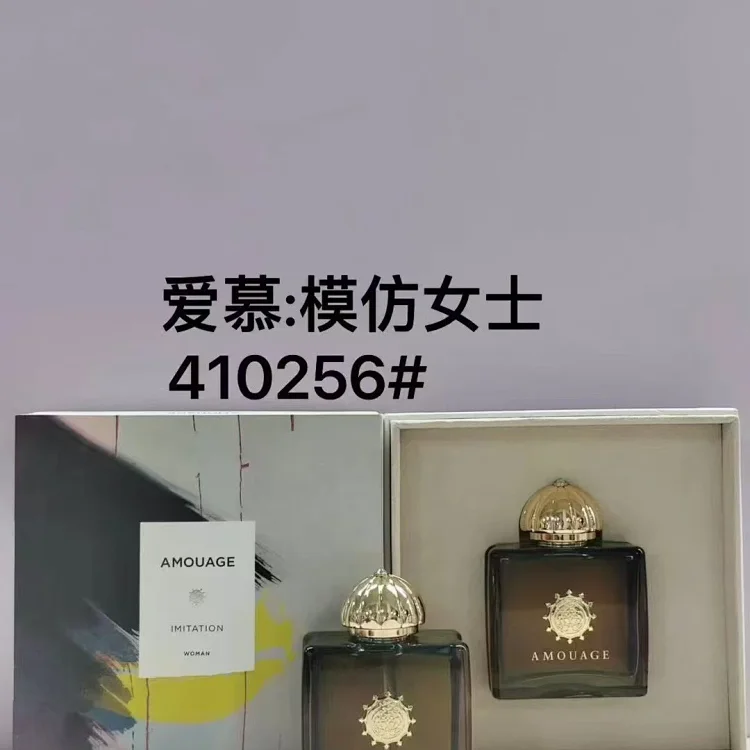 爱慕:模仿女士
410256#
AMOUAGE
IMITATION
WOMAN
AMOUAGE